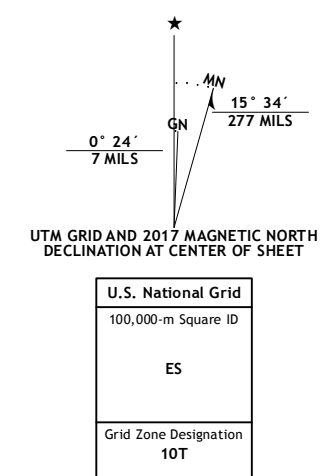 ★
MN
15° 34´
277 MILS
GN
0° 24´
7 MILS
UTM GRID AND 2017 MAGNETIC NORTH
DECLINATION AT CENTER OF SHEET
U.S. National Grid
100,000-m Square ID
ES
Grid Zone Designation
10T